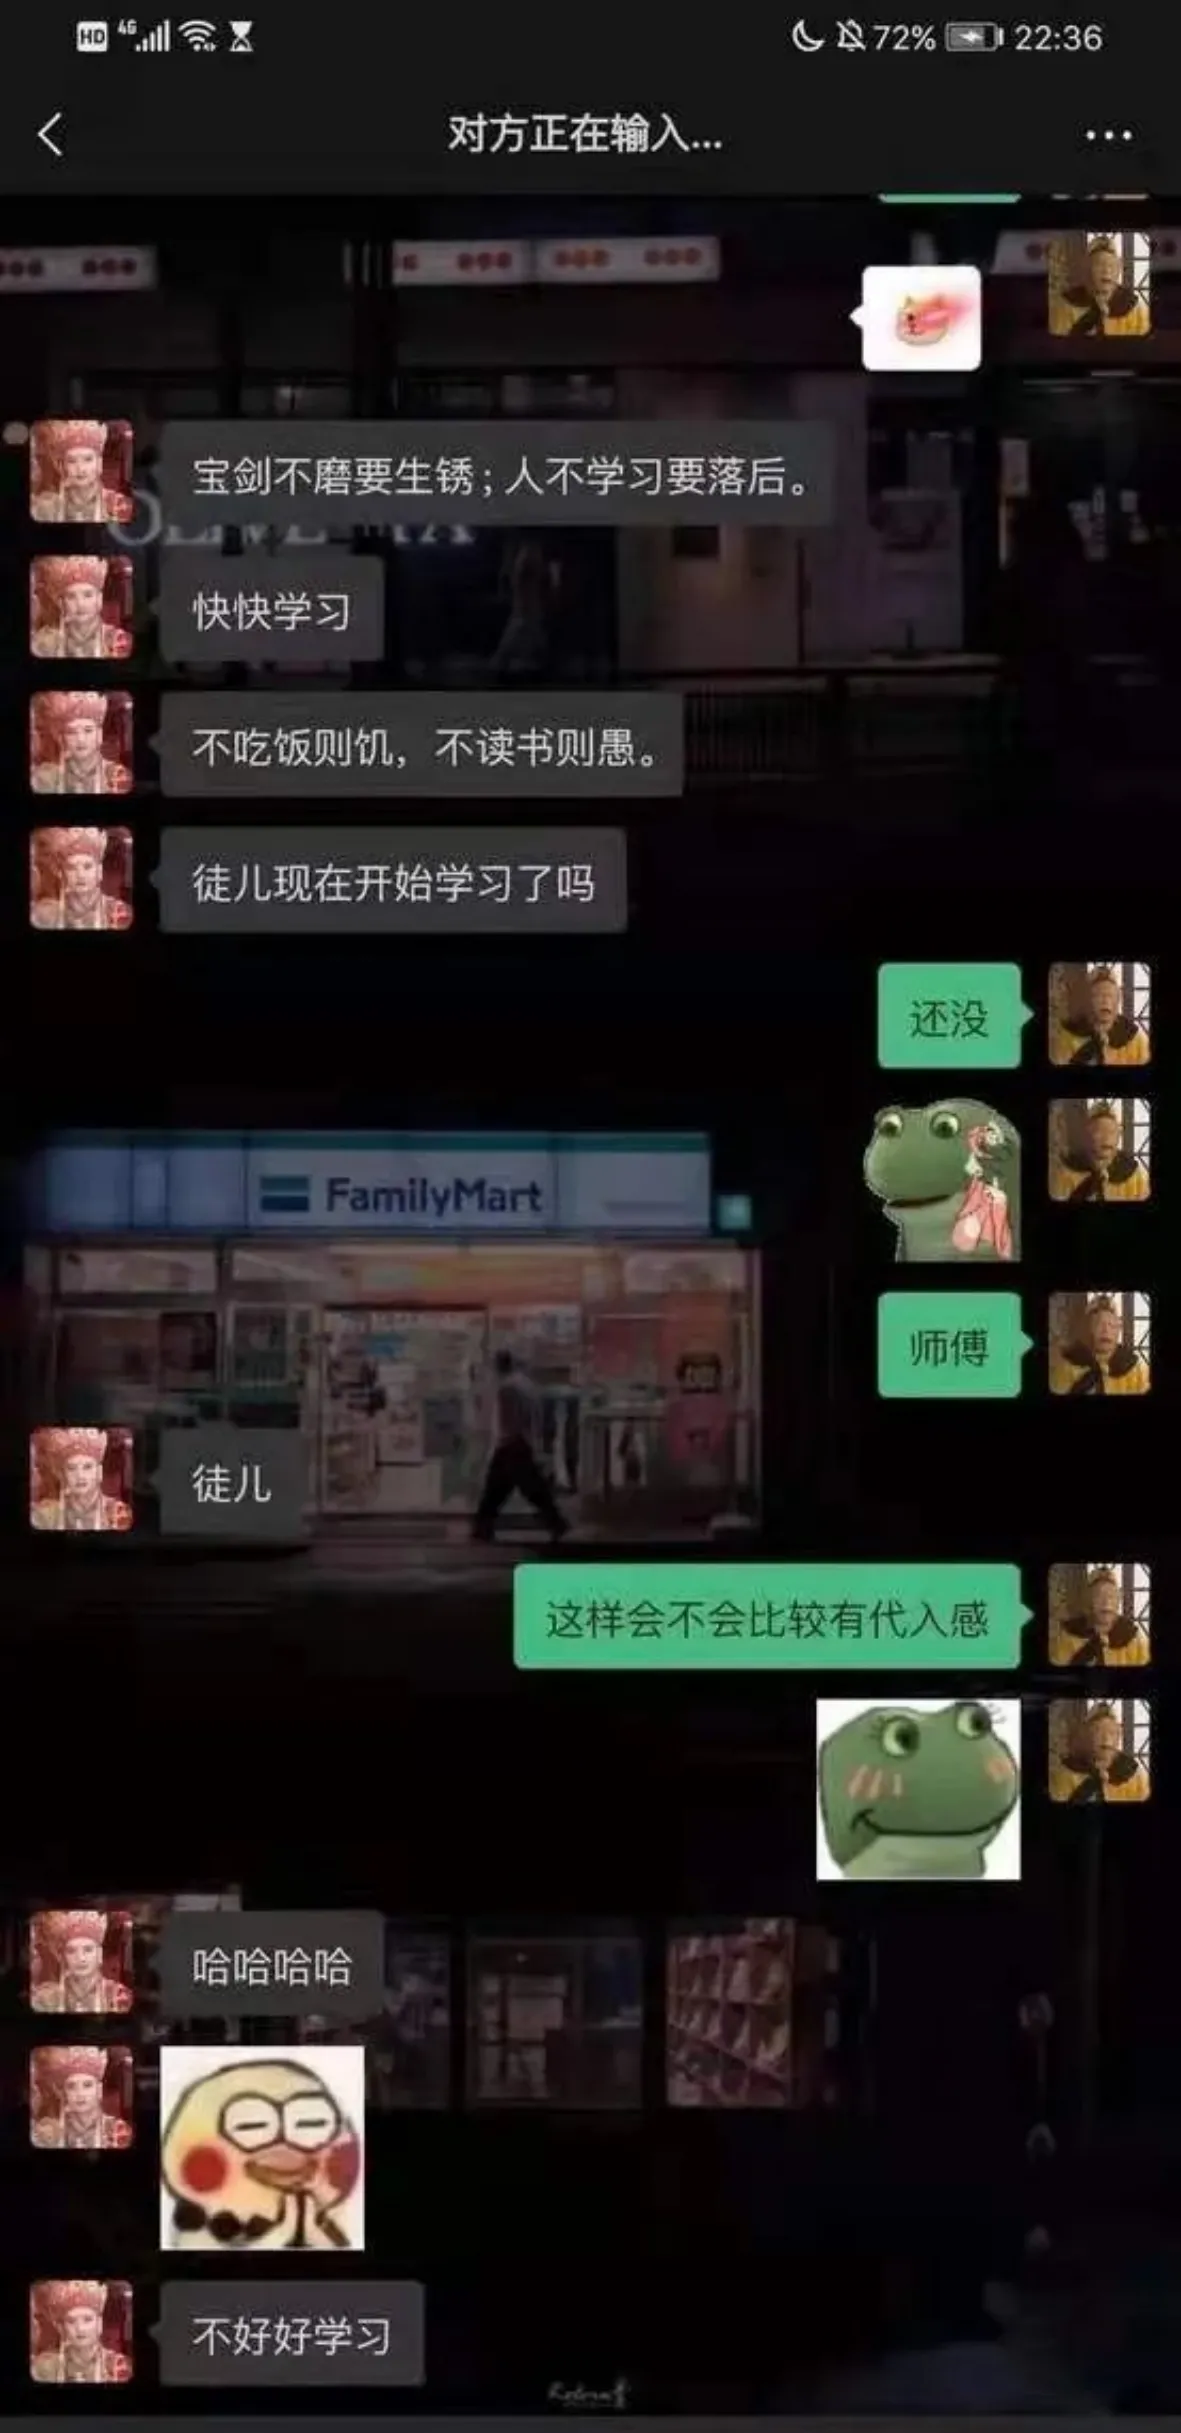 HD 4G 72% 22:36
对方正在输入...
宝剑不磨要生锈；人不学习要落后。
快快学习
不吃饭则饥，不读书则愚。
徒儿现在开始学习了吗
还没
师傅
FamilyMart
徒儿
这样会不会比较有代入感
哈哈哈哈
不好好学习